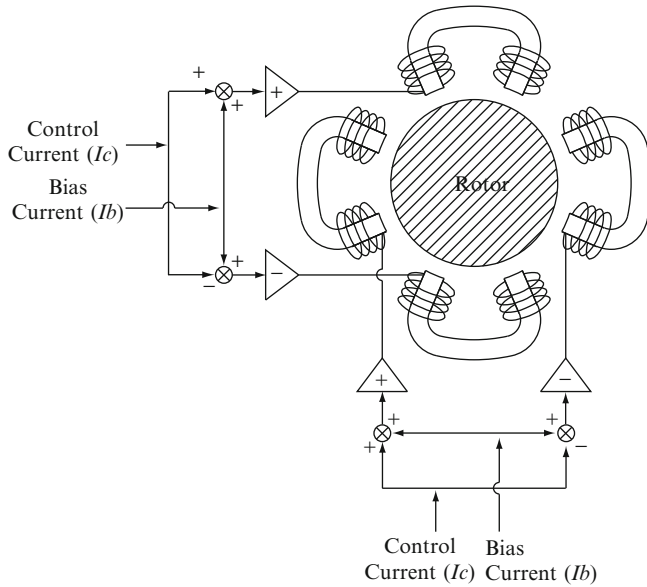 +
+
+
Control
Current (Ic)
Rotor
Bias
Current (Ib)
+
−
−
+
−
+
+
+
−
Control
Current (Ic)
Bias
Current (Ib)